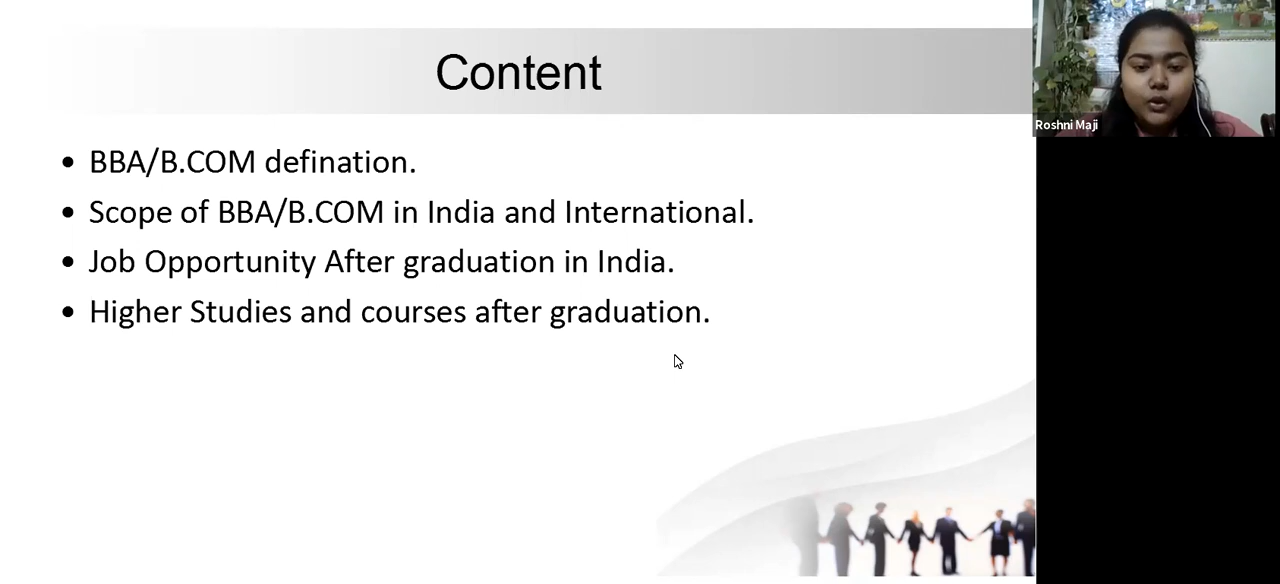 Content
• BBA/B.COM defination.
• Scope of BBA/B.COM in India and International.
• Job Opportunity After graduation in India.
• Higher Studies and courses after graduation.
Roshni Maji